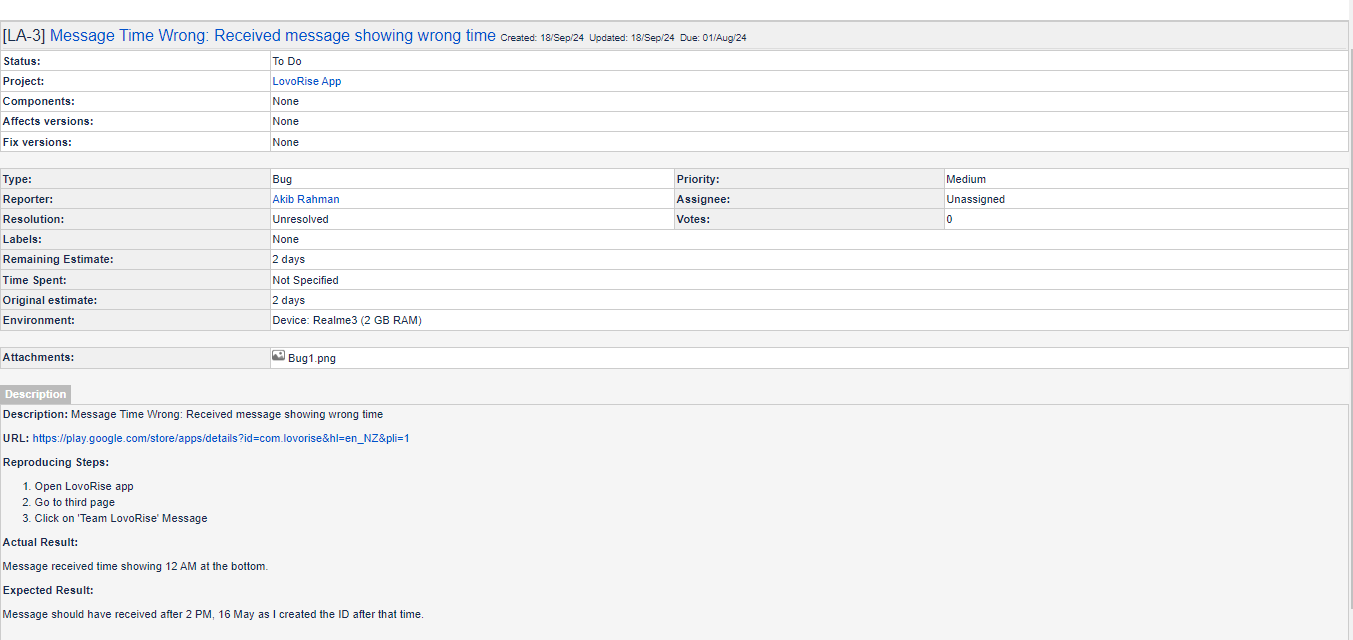 [LA-3] Message Time Wrong: Received message showing wrong time Created: 18/Sep/24 Updated: 18/Sep/24 Due: 01/Aug/24
Status: To Do
Project: LovoRise App
Components: None
Affects versions: None
Fix versions: None
Type: Bug Priority: Medium
Reporter: Akib Rahman Assignee: Unassigned
Resolution: Unresolved Votes: 0
Labels: None
Remaining Estimate: 2 days
Time Spent: Not Specified
Original estimate: 2 days
Environment: Device: Realme3 (2 GB RAM)
Attachments: Bug1.png
Description
Description: Message Time Wrong: Received message showing wrong time
URL: https://play.google.com/store/apps/details?id=com.lovorise&hl=en_NZ&pli=1
Reproducing Steps:
1. Open LovoRise app
2. Go to third page
3. Click on 'Team LovoRise' Message
Actual Result:
Message received time showing 12 AM at the bottom.
Expected Result:
Message should have received after 2 PM, 16 May as I created the ID after that time.